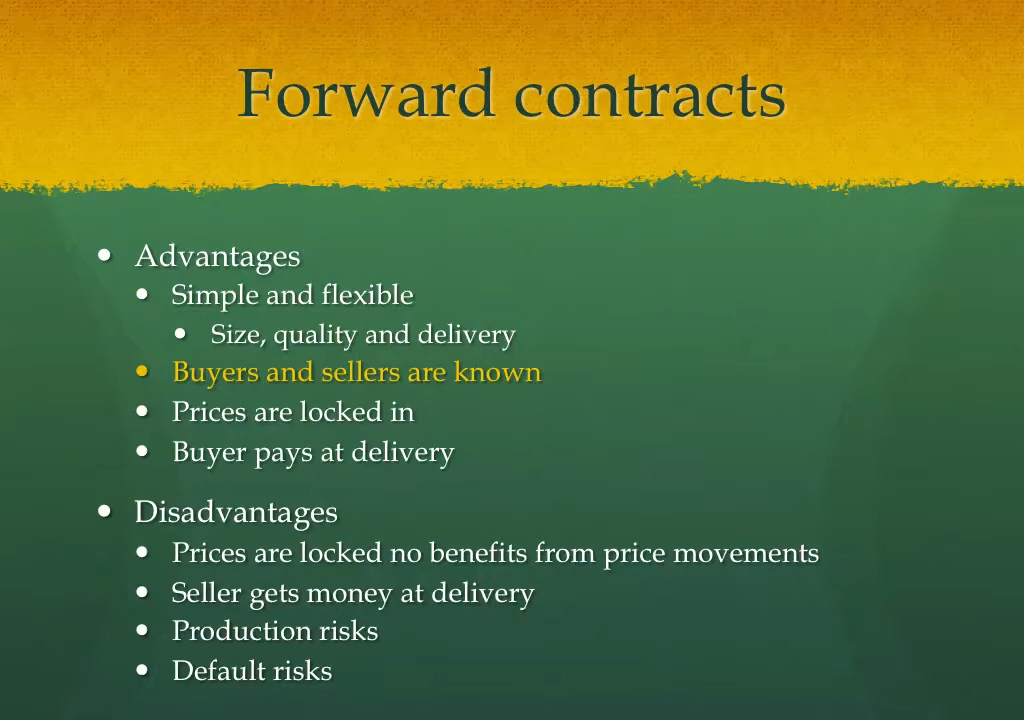 Forward contracts
• Advantages
• Simple and flexible
• Size, quality and delivery
• Buyers and sellers are known
• Prices are locked in
• Buyer pays at delivery
• Disadvantages
• Prices are locked no benefits from price movements
• Seller gets money at delivery
• Production risks
• Default risks